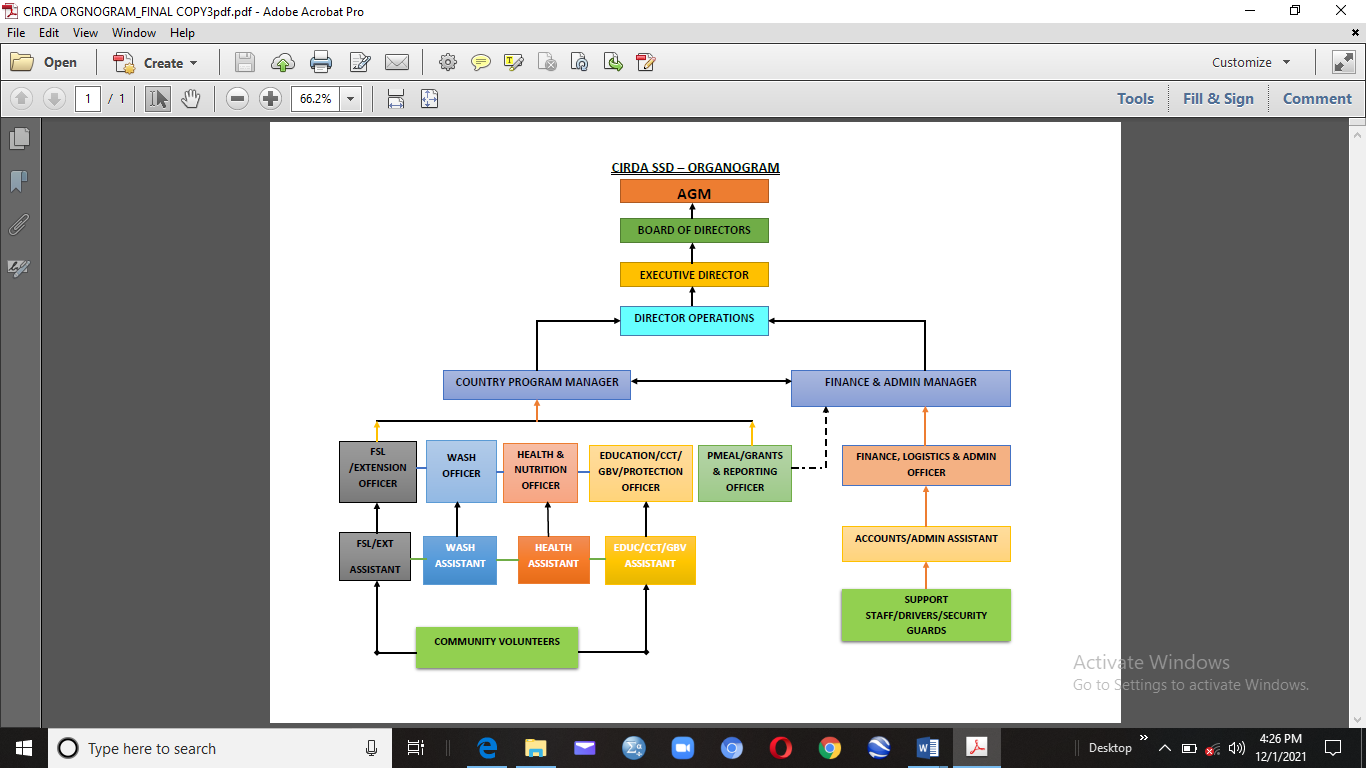 CIRDA ORGNOGRAM_FINAL COPY3pdf.pdf - Adobe Acrobat Pro
File Edit View Window Help
Open Create Customize
1 / 1 66.2% Tools Fill & Sign Comment
CIRDA SSD – ORGANOGRAM
AGM
BOARD OF DIRECTORS
EXECUTIVE DIRECTOR
DIRECTOR OPERATIONS
COUNTRY PROGRAM MANAGER
FINANCE & ADMIN MANAGER
FSL
/EXTENSION
OFFICER
WASH
OFFICER
HEALTH &
NUTRITION
OFFICER
EDUCATION/CCT/
GBV/PROTECTION
OFFICER
PMEAL/GRANTS
& REPORTING
OFFICER
FINANCE, LOGISTICS & ADMIN
OFFICER
FSL/EXT
ASSISTANT
WASH
ASSISTANT
HEALTH
ASSISTANT
EDUC/CCT/GBV
ASSISTANT
ACCOUNTS/ADMIN ASSISTANT
COMMUNITY VOLUNTEERS
SUPPORT
STAFF/DRIVERS/SECURITY
GUARDS
Activate Windows
Go to Settings to activate Windows.
Type here to search
Desktop
4:26 PM
12/1/2021